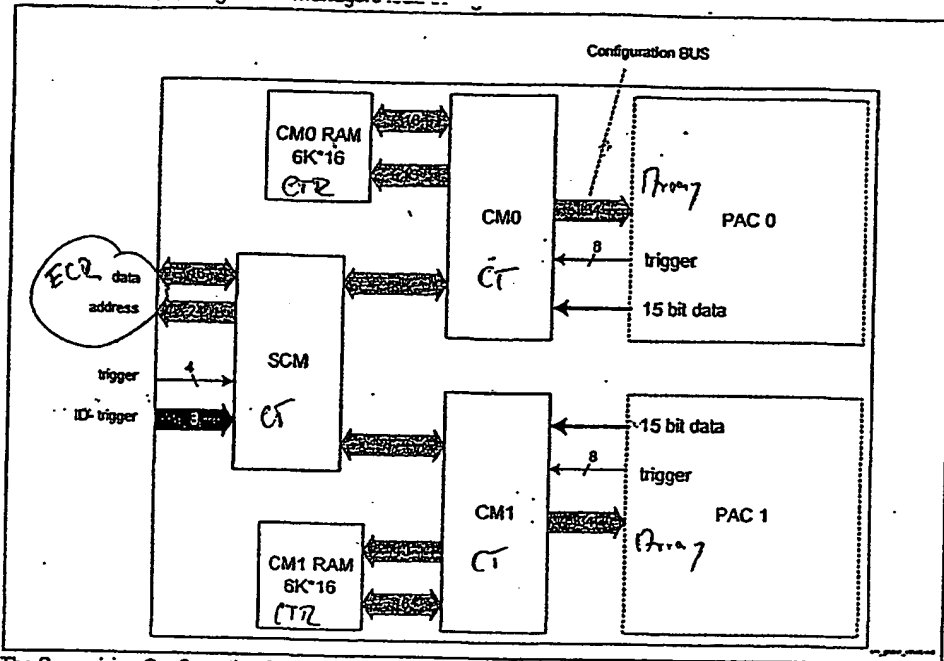 Configuration BUS
CM0 RAM
6K*16
CTR
CM0
CT
Array
PAC 0
8
trigger
15 bit data
ECR data
address
trigger
4
ID- trigger
SCM
CT
15 bit data
8
trigger
CM1
CT
PAC 1
Array
CM1 RAM
6K*16
CTR